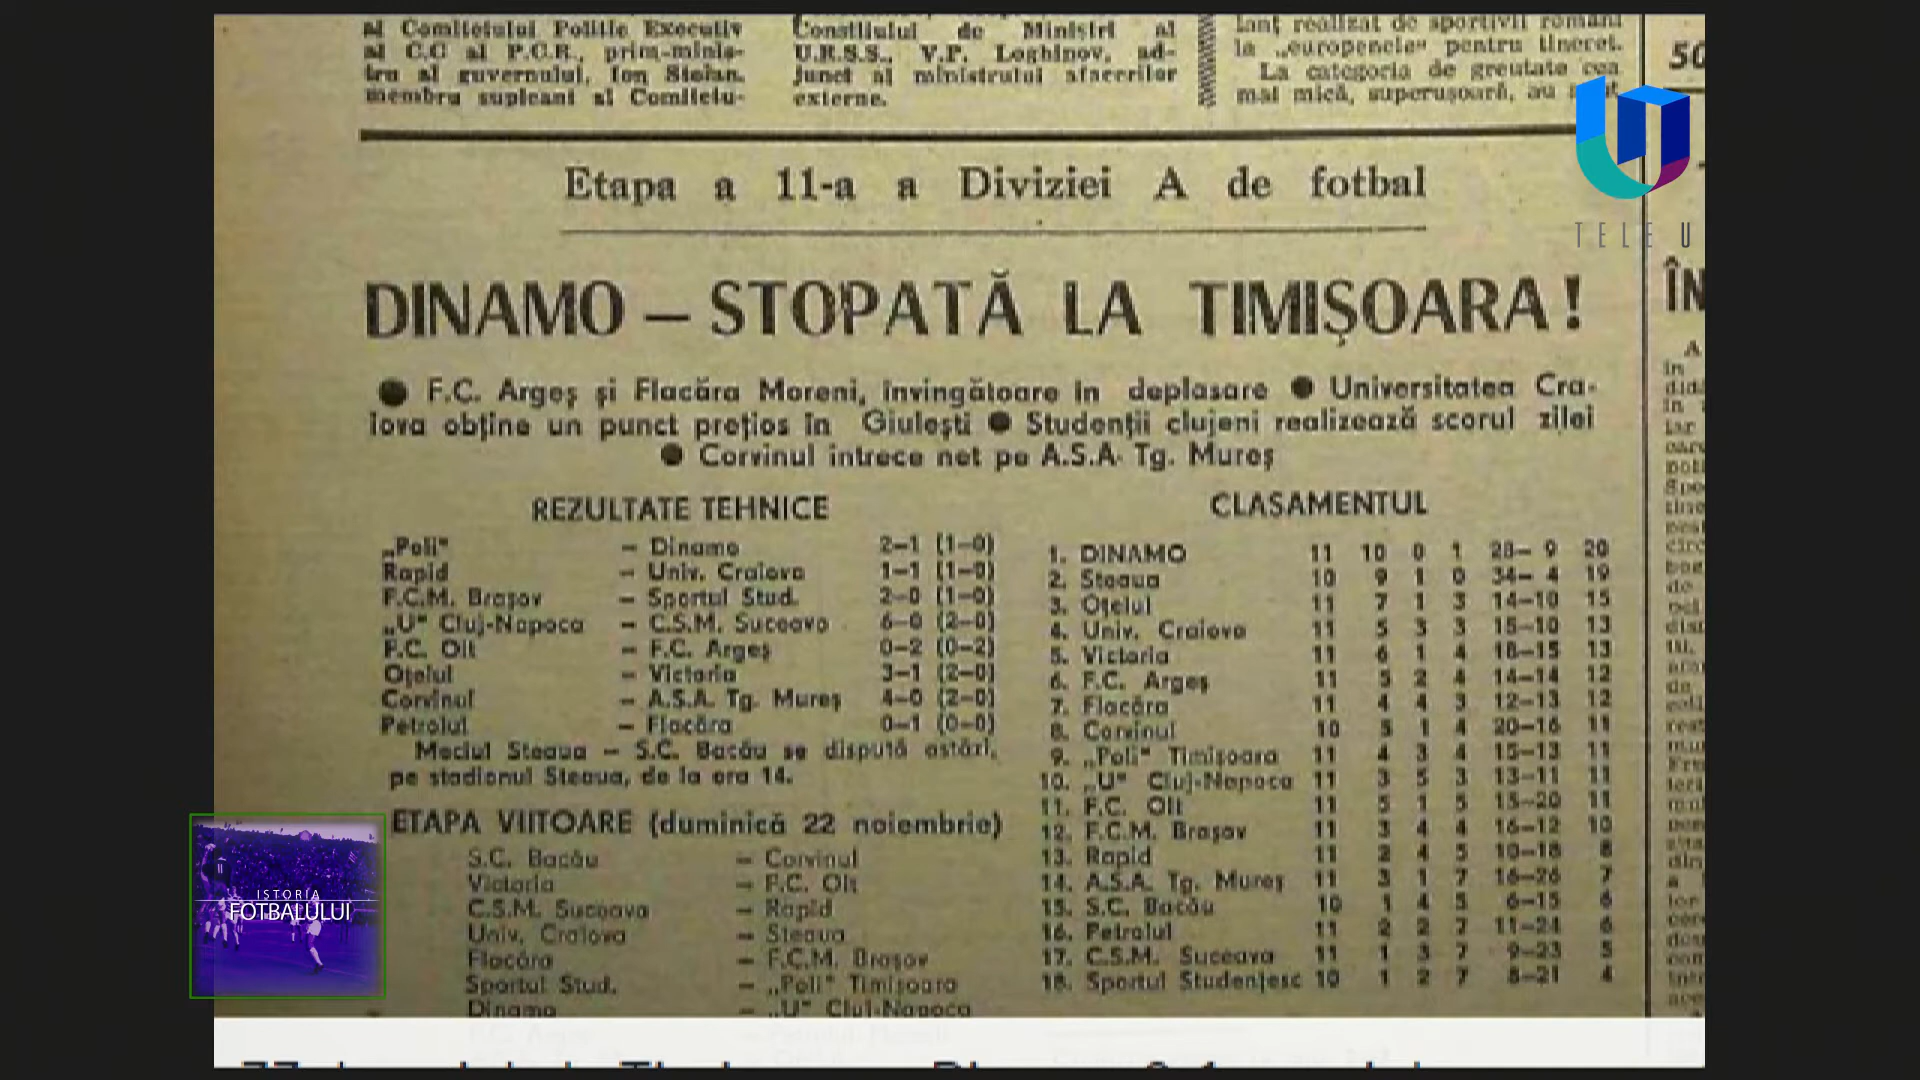 al Comitetului Politic Executiv
al C.C al P.C.R., prim-minis-
tru al guvernului, Ion Stoian,
membru supleant al Comitetu-
Consiliului de Miniștri al
U.R.S.S., V.P. Loghinov, ad-
junct al ministrului afacerilor
externe.
lanț realizat de sportivii români
la „europenele" pentru tineret.
La categoria de greutate cea
mai mică, superușoară, au
50
TELE U
Etapa a 11-a a Diviziei A de fotbal
DINAMO – STOPATĂ LA TIMIȘOARA!
ÎN
● F.C. Argeș și Flacăra Moreni, învingătoare în deplasare ● Universitatea Cra-
iova obține un punct prețios în Giulești ● Studenții clujeni realizează scorul zilei
● Corvinul întrece net pe A.S.A. Tg. Mureș
REZULTATE TEHNICE
„Poli" – Dinamo 2–1 (1–0)
Rapid – Univ. Craiova 1–1 (1–0)
F.C.M. Brașov – Sportul Stud. 2–0 (1–0)
„U" Cluj-Napoca – C.S.M. Suceava 6–0 (2–0)
F.C. Olt – F.C. Argeș 0–2 (0–2)
Oțelul – Victoria 3–1 (2–0)
Corvinul – A.S.A. Tg. Mureș 4–0 (2–0)
Petrolul – Flacăra 0–1 (0–0)
Meciul Steaua – S.C. Bacău se dispută astăzi,
pe stadionul Steaua, de la ora 14.
ETAPA VIITOARE (duminică 22 noiembrie)
S.C. Bacău – Corvinul
Victoria – F.C. Olt
C.S.M. Suceava – Rapid
Univ. Craiova – Steaua
Flacăra – F.C.M. Brașov
Sportul Stud. – „Poli" Timișoara
Dinamo – „U" Cluj-Napoca
CLASAMENTUL
1. DINAMO 11 10 0 1 28– 9 20
2. Steaua 10 9 1 0 34– 4 19
3. Oțelul 11 7 1 3 14–10 15
4. Univ. Craiova 11 5 3 3 15–10 13
5. Victoria 11 6 1 4 18–15 13
6. F.C. Argeș 11 5 2 4 14–14 12
7. Flacăra 11 4 4 3 12–13 12
8. Corvinul 10 5 1 4 20–16 11
9. „Poli" Timișoara 11 4 3 4 15–13 11
10. „U" Cluj-Napoca 11 3 5 3 13–11 11
11. F.C. Olt 11 5 1 5 15–20 11
12. F.C.M. Brașov 11 3 4 4 16–12 10
13. Rapid 11 2 4 5 10–18 8
14. A.S.A. Tg. Mureș 11 3 1 7 16–26 7
15. S.C. Bacău 10 1 4 5 6–15 6
16. Petrolul 11 2 2 7 11–24 6
17. C.S.M. Suceava 11 1 3 7 9–23 5
18. Sportul Studențesc 10 1 2 7 8–21 4
ISTORIA
FOTBALULUI